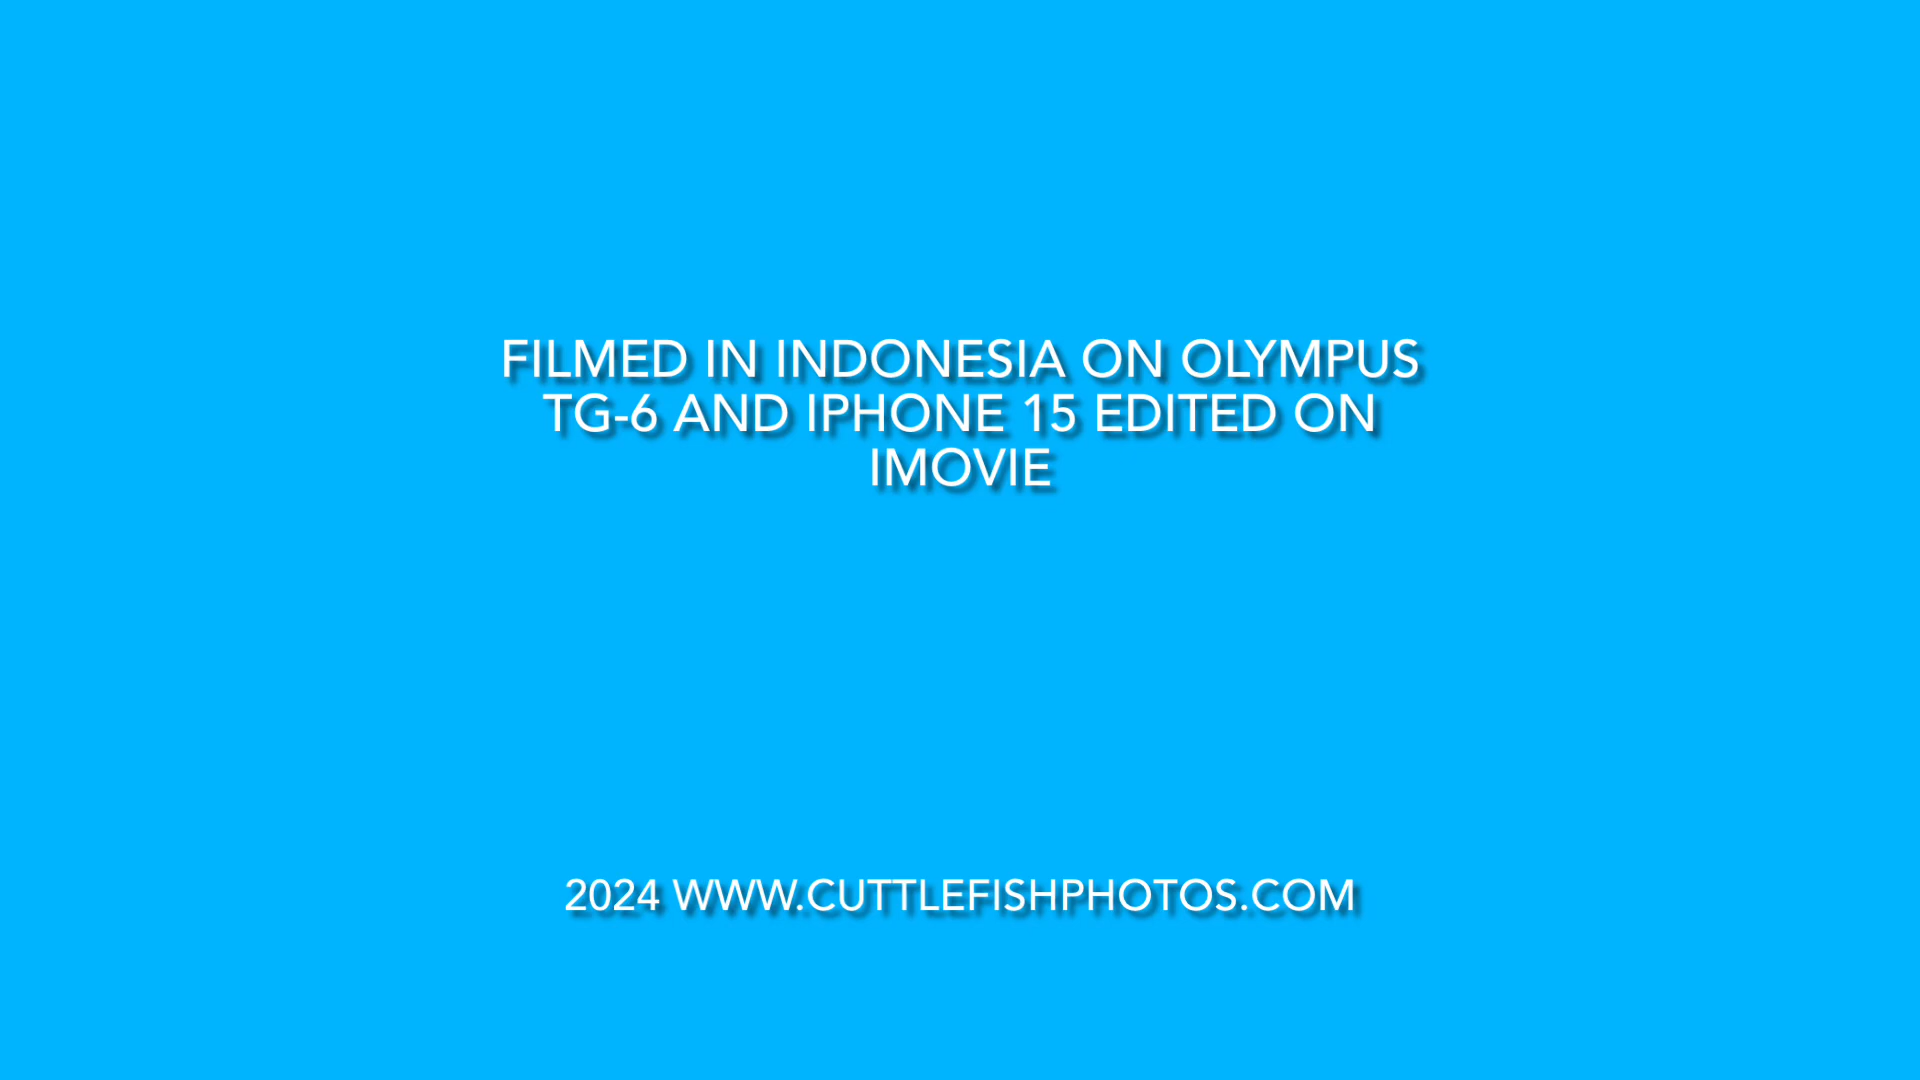 FILMED IN INDONESIA ON OLYMPUS
TG-6 AND IPHONE 15 EDITED ON
IMOVIE
2024 WWW.CUTTLEFISHPHOTOS.COM